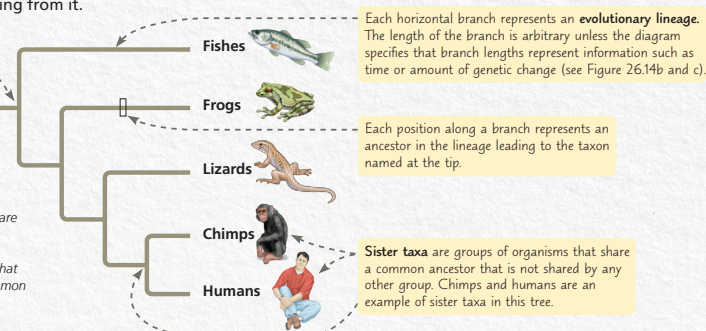 ing from it.
Each horizontal branch represents an evolutionary lineage.
The length of the branch is arbitrary unless the diagram
specifies that branch lengths represent information such as
time or amount of genetic change (see Figure 26.14b and c).
Fishes
Frogs
Each position along a branch represents an
ancestor in the lineage leading to the taxon
named at the tip.
Lizards
are
Chimps
hat
mon
Sister taxa are groups of organisms that share
a common ancestor that is not shared by any
other group. Chimps and humans are an
example of sister taxa in this tree.
Humans